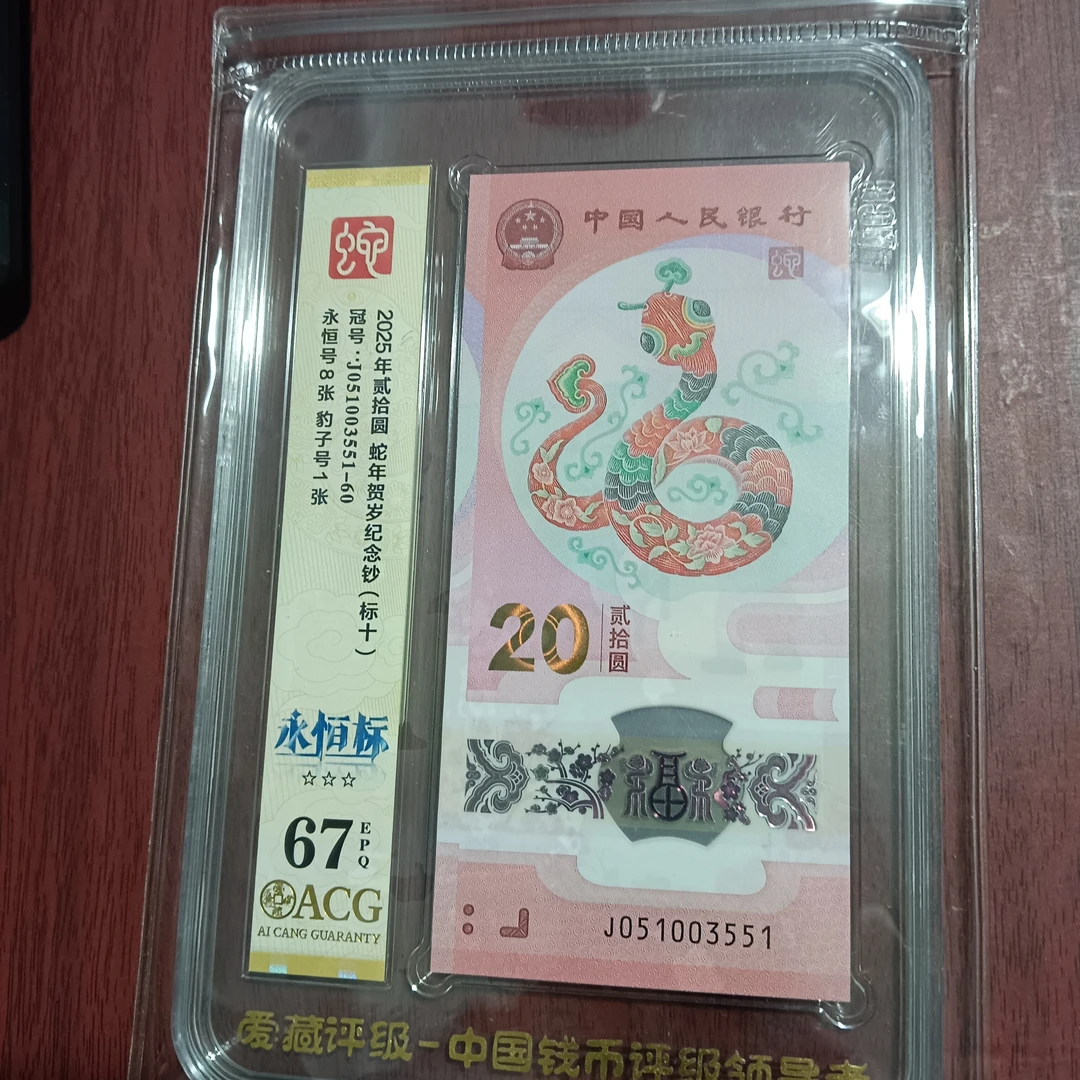 蛇
2025年贰拾圆 蛇年贺岁纪念钞(标十)
冠号:J051003551-60
永恒号8张 豹子号1张
永恒标
☆☆☆
67 EPQ
ACG
AI CANG GUARANTY
中国人民银行
蛇
20 贰拾圆
福
J051003551
爱藏评级-中国钱币评级领导者